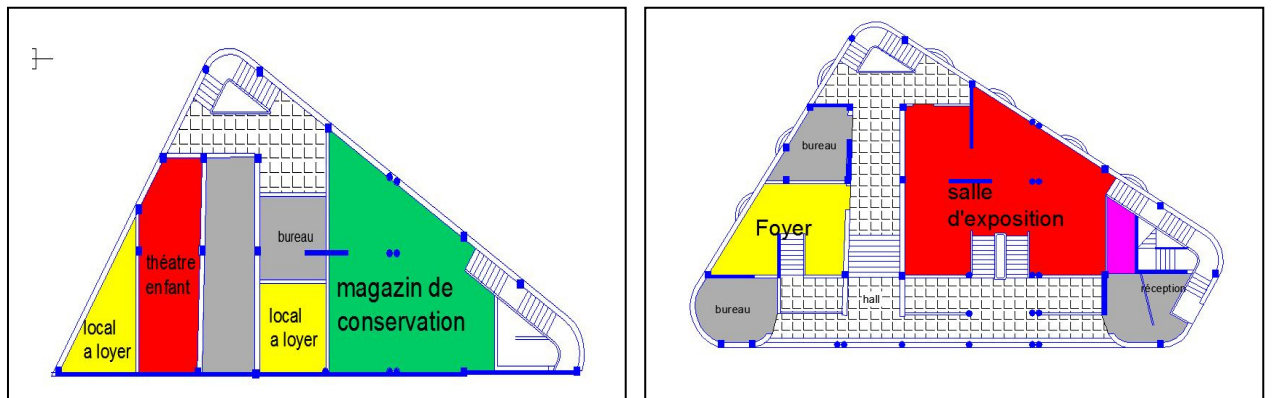 théatre
enfant
local
a loyer
bureau
local
a loyer
magazin de
conservation
bureau
Foyer
salle
d'exposition
bureau
hall
réception